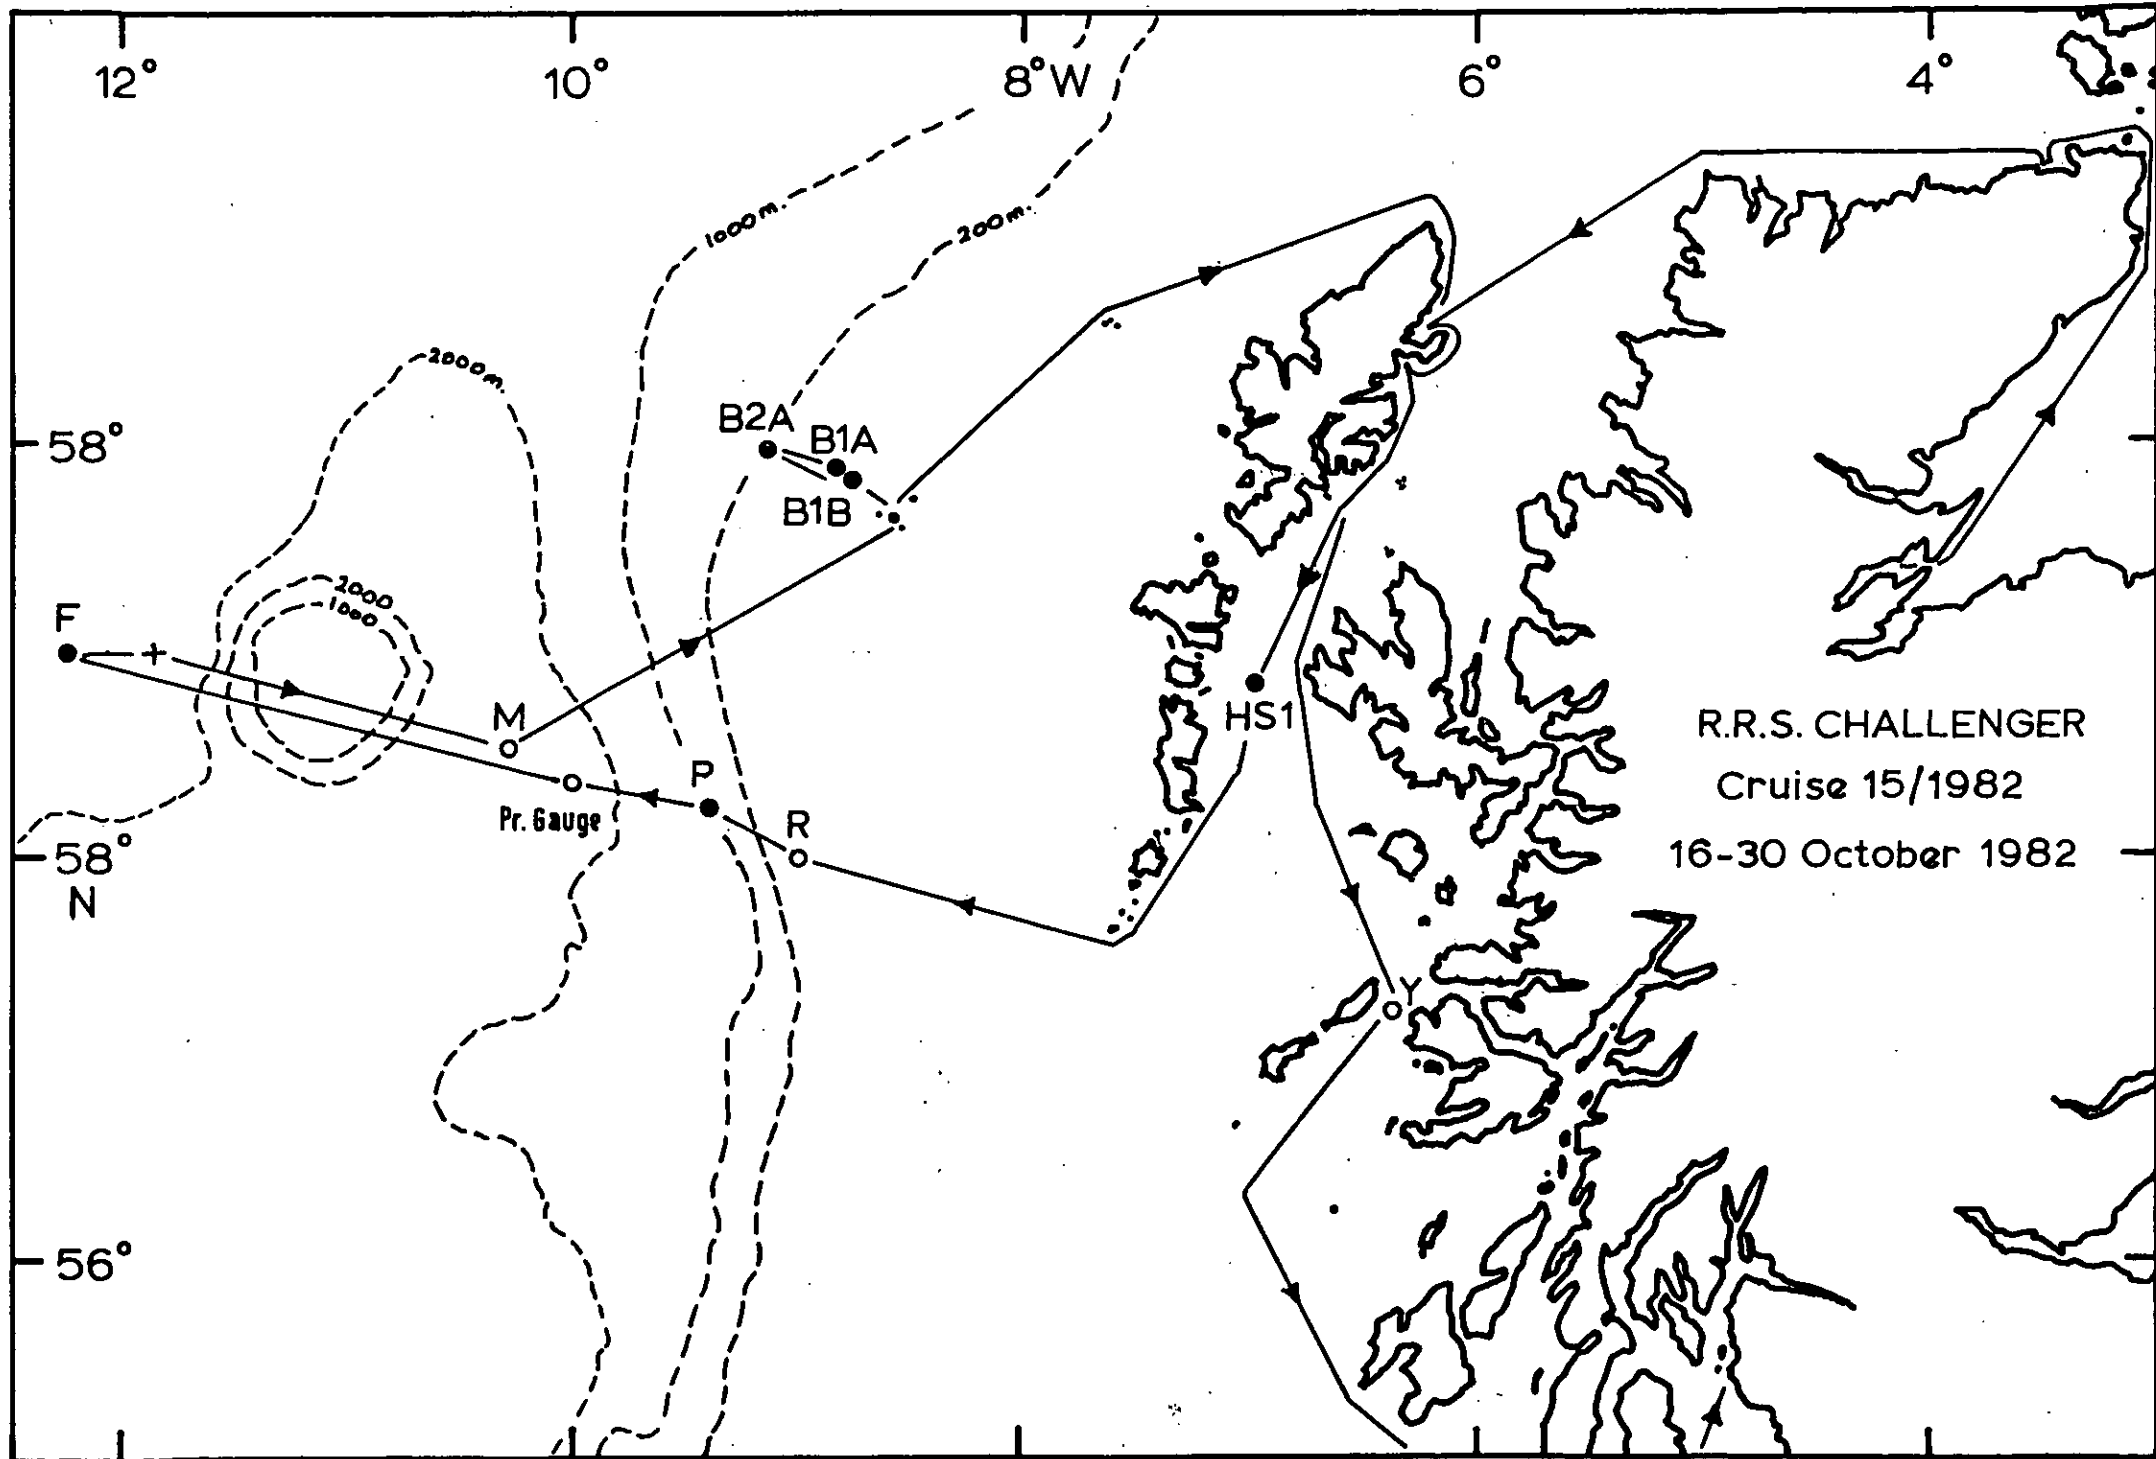 12° 10° 8°W 6° 4°
1000m.
200m.
2000m.
58°
B2A
B1A
B1B
2000
1000
F
M
HS1
P
Pr. Gauge
R
R.R.S. CHALLENGER
Cruise 15/1982
16-30 October 1982
58°
N
Y
56°